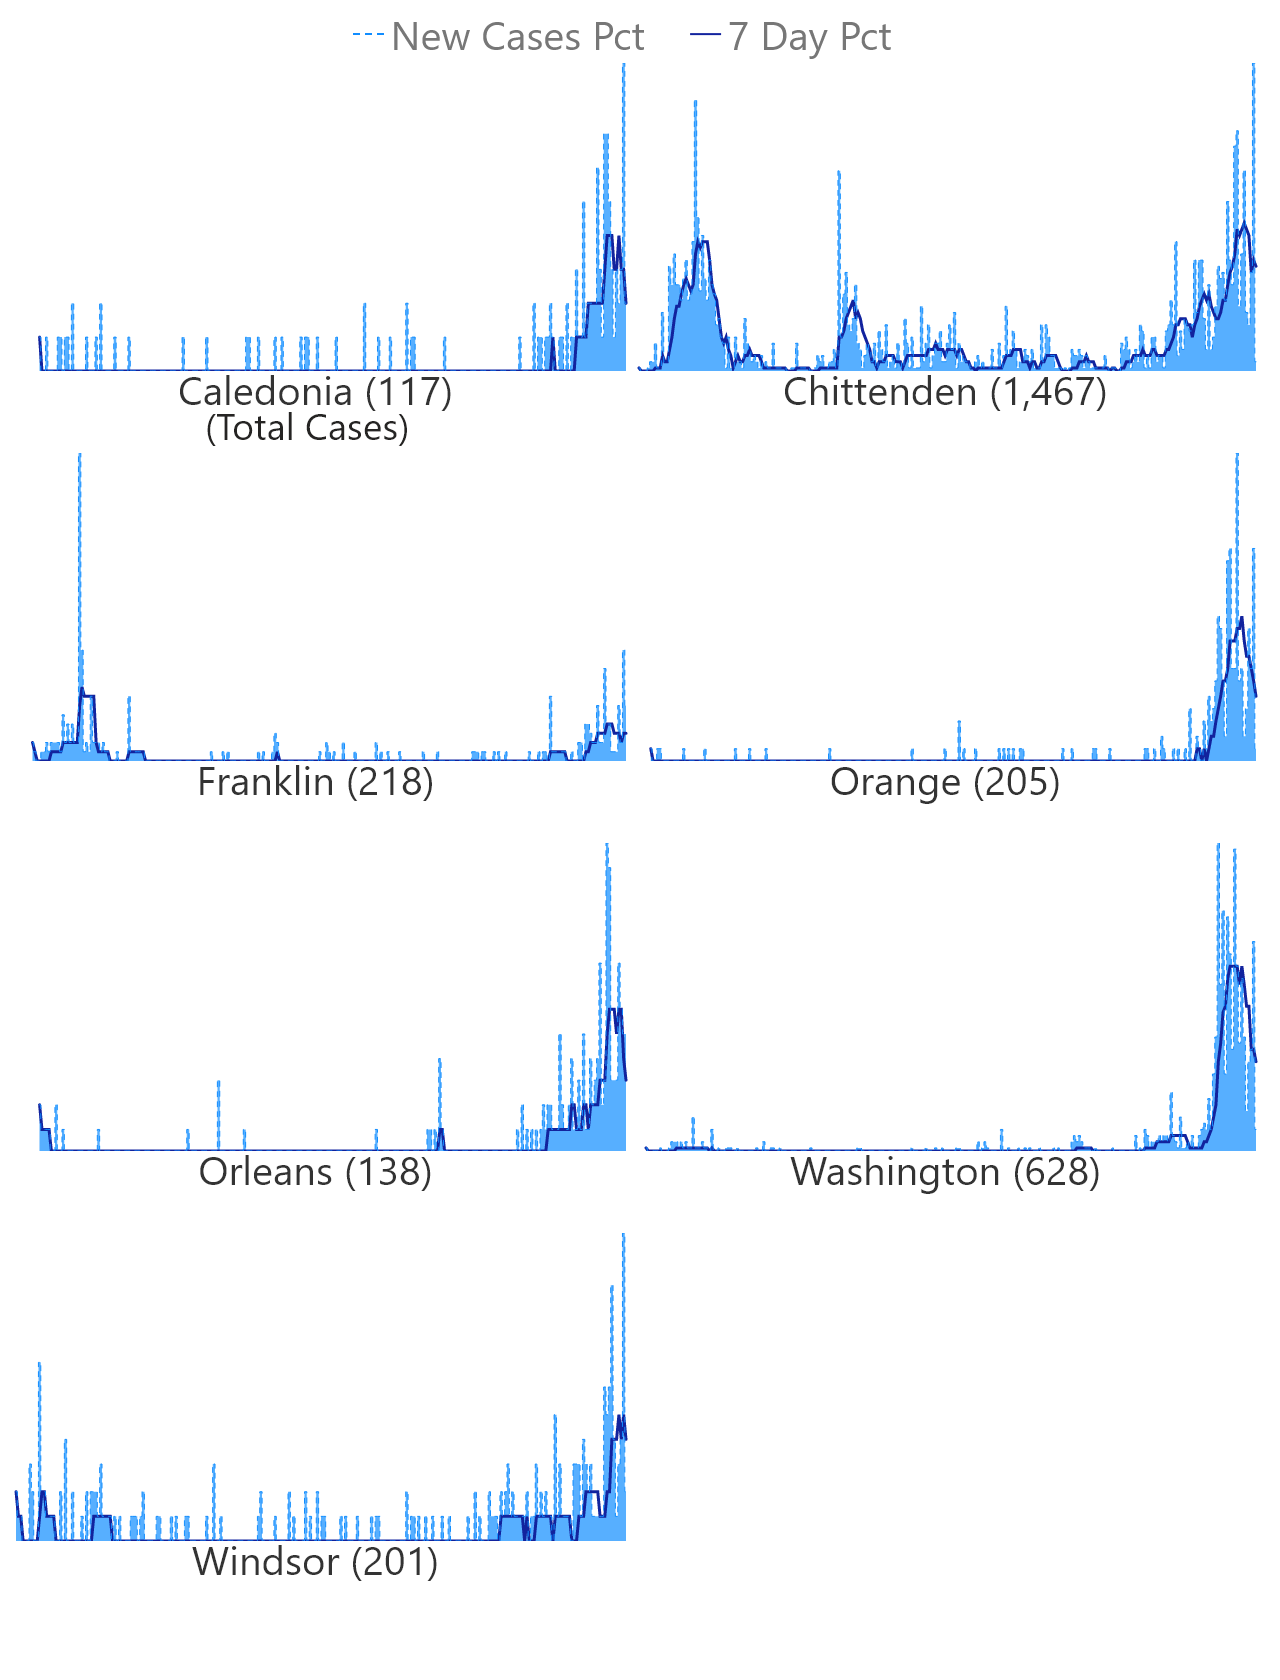 New Cases Pct 7 Day Pct
Caledonia (117) Chittenden (1,467)
(Total Cases)
Franklin (218) Orange (205)
Orleans (138) Washington (628)
Windsor (201)